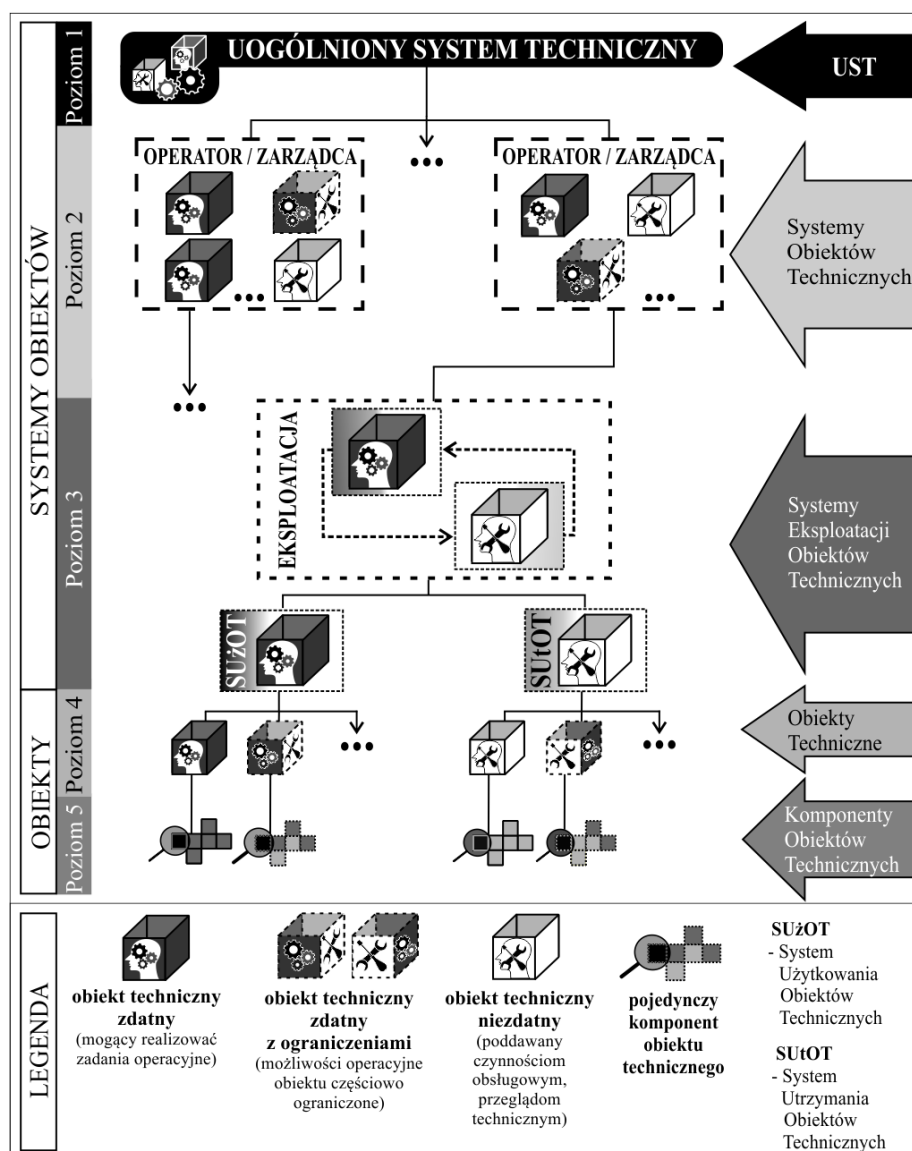 UOGÓLNIONY SYSTEM TECHNICZNY
UST
SYSTEMY OBIEKTÓW
Poziom 1
Poziom 2
Poziom 3
OPERATOR / ZARZĄDCA
...
OPERATOR / ZARZĄDCA
...
...
Systemy
Obiektów
Technicznych
...
EKSPLOATACJA
Systemy
Eksploatacji
Obiektów
Technicznych
SUżOT
SUtOT
OBIEKTY
Poziom 4
Poziom 5
...
...
Obiekty
Techniczne
Komponenty
Obiektów
Technicznych
LEGENDA
obiekt techniczny
zdatny
(mogący realizować
zadania operacyjne)
obiekt techniczny
zdatny
z ograniczeniami
(możliwości operacyjne
obiektu częściowo
ograniczone)
obiekt techniczny
niezdatny
(poddawany
czynnościom
obsługowym,
przeglądom
technicznym)
pojedynczy
komponent
obiektu
technicznego
SUżOT
- System
Użytkowania
Obiektów
Technicznych
SUtOT
- System
Utrzymania
Obiektów
Technicznych